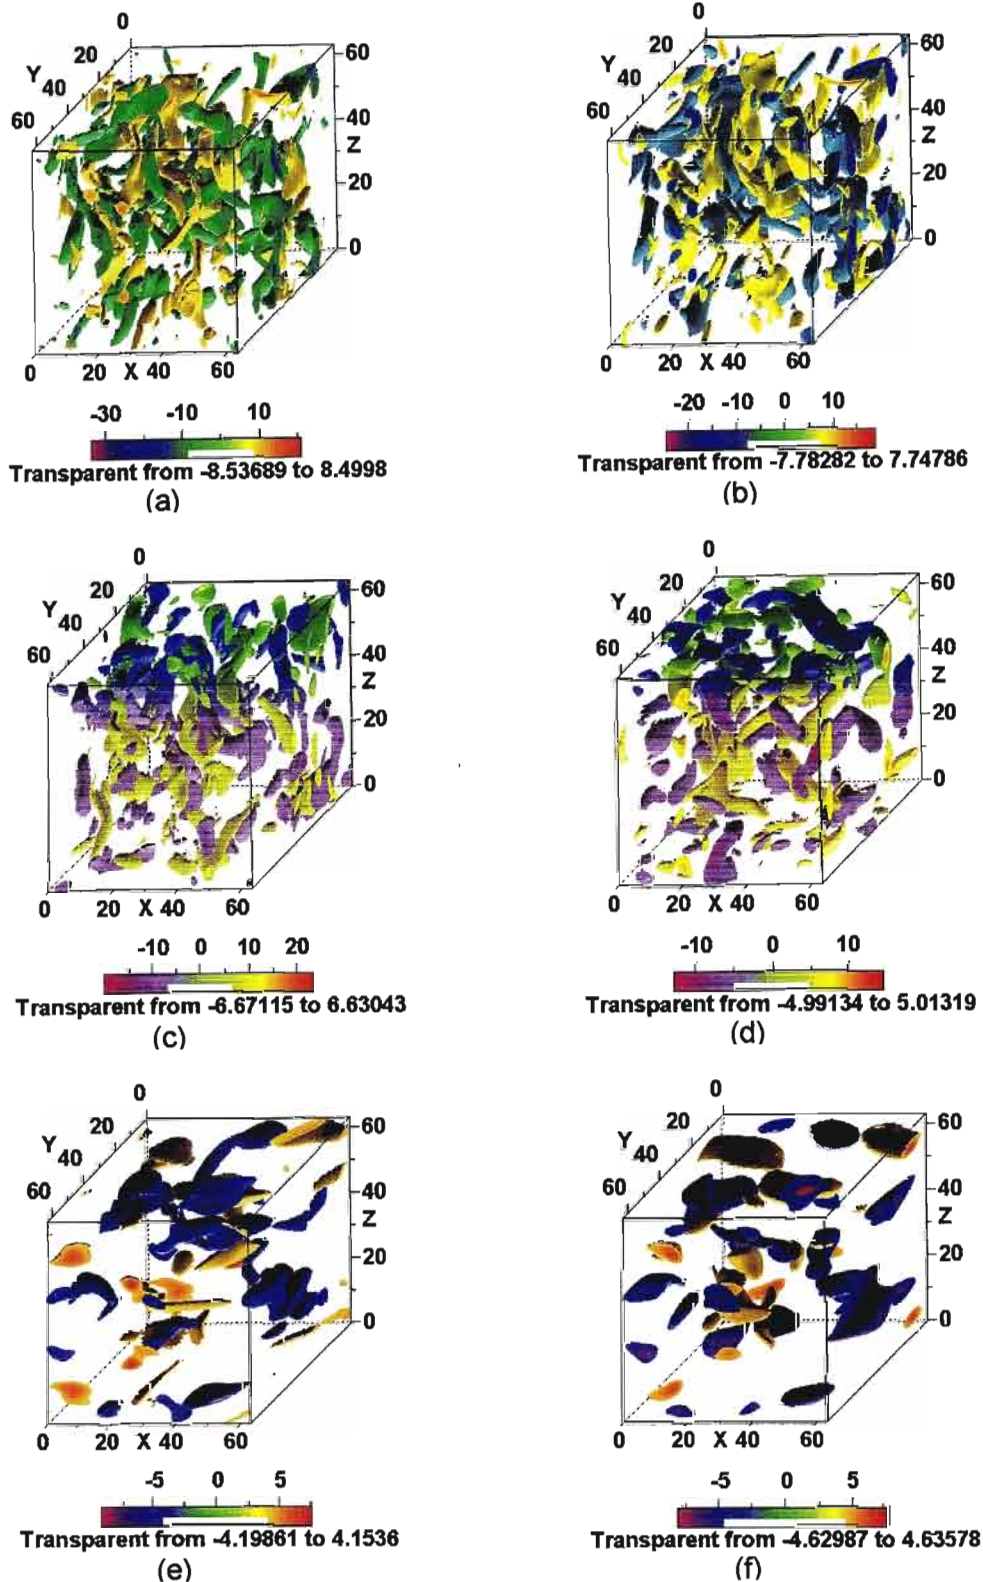 0 0
20 60 20 60
Y 40 Y 40
60 40 60 40
Z Z
20 20
0 0
0 20 X 40 60 0 20 X 40 60
-30 -10 10 -20 -10 0 10
Transparent from -8.53689 to 8.4998 Transparent from -7.78282 to 7.74786
(a) (b)
0 0
20 60 20 60
Y 40 Y 40
60 40 60 40
Z Z
20 20
0 0
0 20 X 40 60 0 20 X 40 60
-10 0 10 20 -10 0 10
Transparent from -6.67115 to 6.63043 Transparent from -4.99134 to 5.01319
(c) (d)
0 0
20 60 60
Y 40 Y 40
60 40 60 40
Z Z
20 20
0 0
0 20 X 40 60 0 20 X 40 60
-5 0 5 -5 0 5
Transparent from -4.19861 to 4.1536 Transparent from -4.62987 to 4.63578
(e) (f)